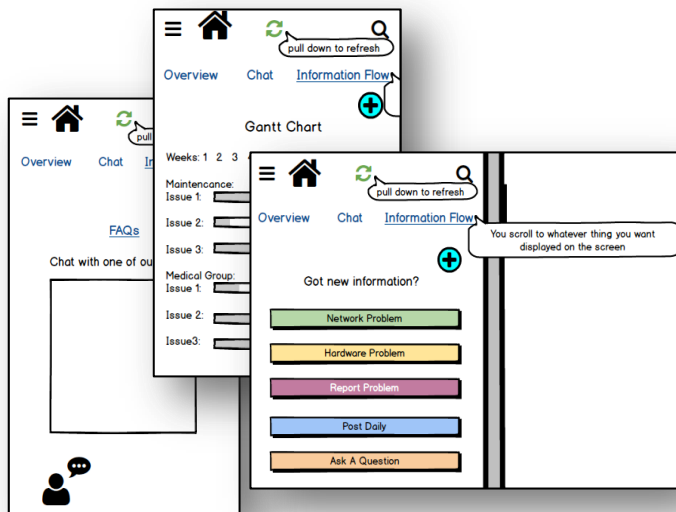 pull down to refresh
Overview Chat Information Flow
Gantt Chart
Weeks: 1 2 3
Maintencance:
Issue 1:
Issue 2:
Issue 3:
Medical Group:
Issue 1:
Issue 2:
Issue3:
Overview Chat
FAQs
Chat with one of
pull down to refresh
Overview Chat Information Flow
You scroll to whatever thing you want
displayed on the screen
Got new information?
Network Problem
Hardware Problem
Report Problem
Post Daily
Ask A Question